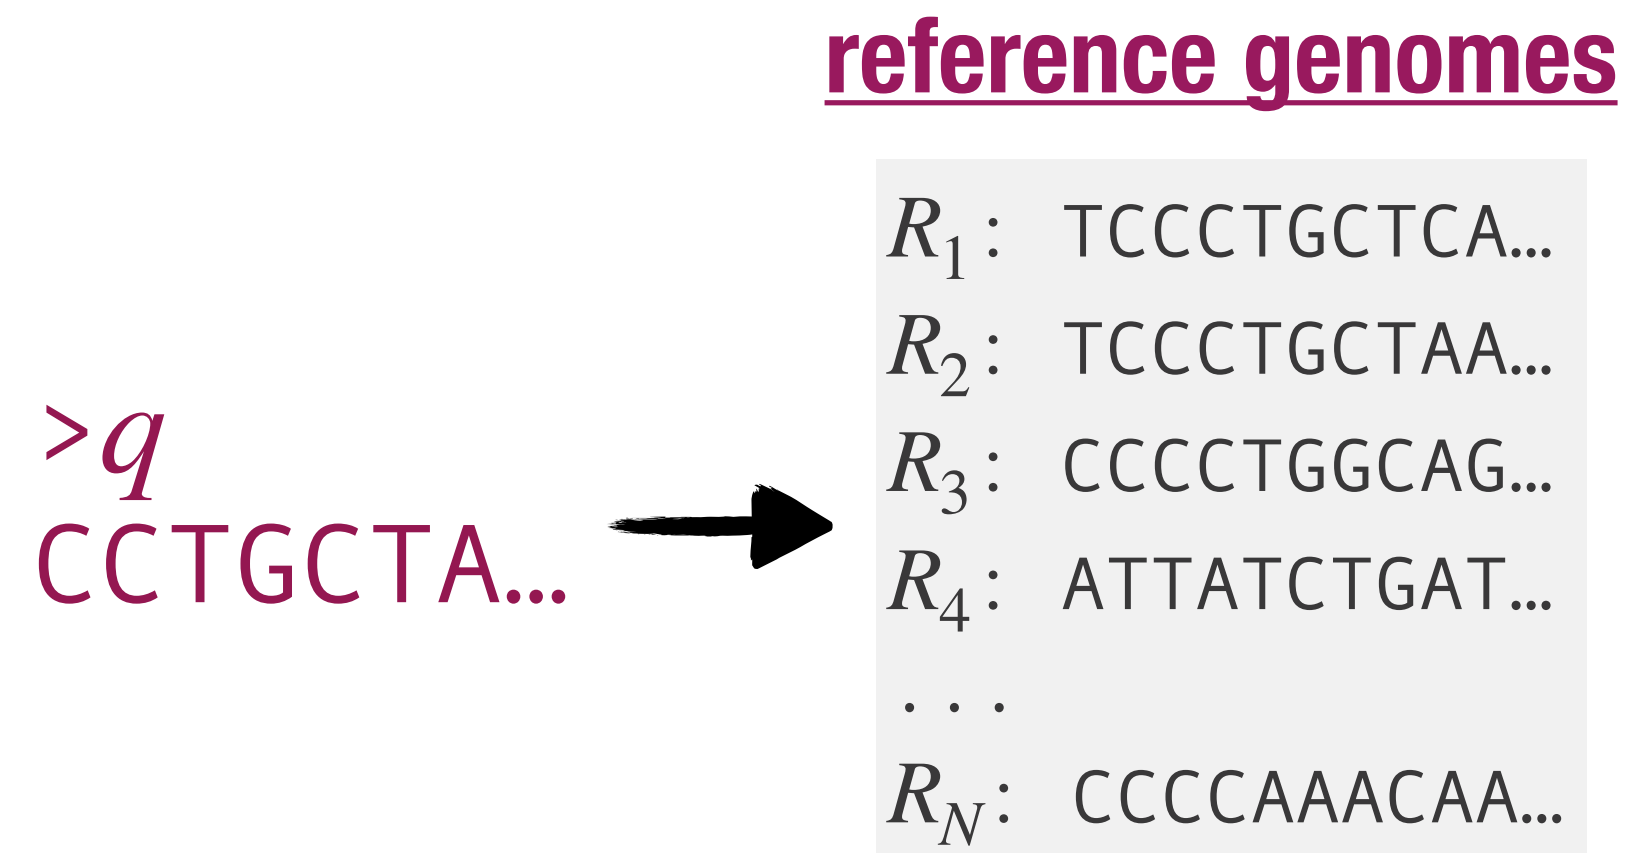 reference genomes
>q
CCTGCTA…
R1: TCCCTGCTCA…
R2: TCCCTGCTAA…
R3: CCCCTGGCAG…
R4: ATTATCTGAT…
...
RN: CCCCAAACAA…